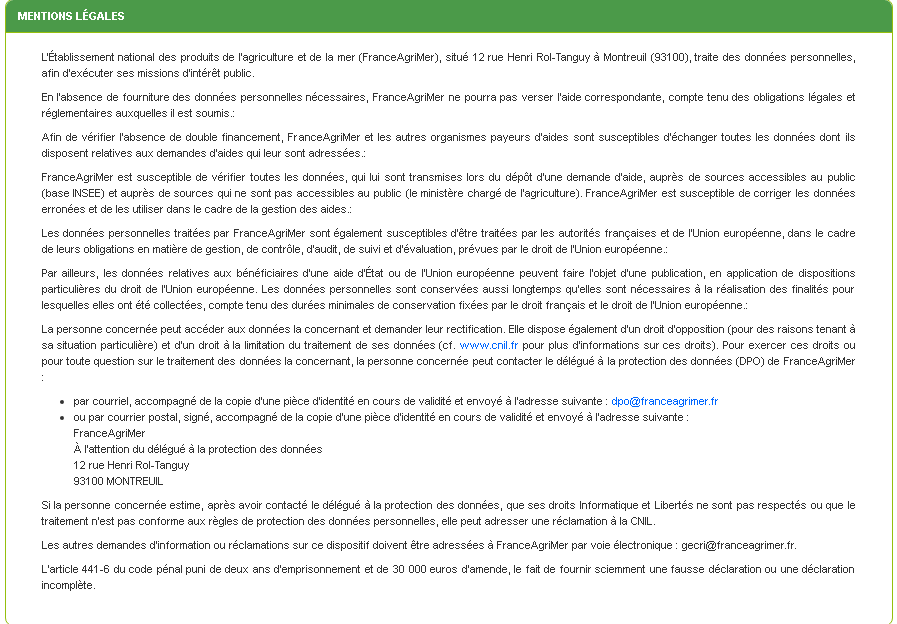 MENTIONS LÉGALES
L'Établissement national des produits de l'agriculture et de la mer (FranceAgriMer), situé 12 rue Henri Rol-Tanguy à Montreuil (93100), traite des données personnelles,
afin d'exécuter ses missions d'intérêt public.
En l'absence de fourniture des données personnelles nécessaires, FranceAgriMer ne pourra pas verser l'aide correspondante, compte tenu des obligations légales et
réglementaires auxquelles il est soumis.:
Afin de vérifier l'absence de double financement, FranceAgriMer et les autres organismes payeurs d'aides sont susceptibles d'échanger toutes les données dont ils
disposent relatives aux demandes d'aides qui leur sont adressées.:
FranceAgriMer est susceptible de vérifier toutes les données, qui lui sont transmises lors du dépôt d'une demande d'aide, auprès de sources accessibles au public
(base INSEE) et auprès de sources qui ne sont pas accessibles au public (le ministère chargé de l'agriculture). FranceAgriMer est susceptible de corriger les données
erronées et de les utiliser dans le cadre de la gestion des aides.:
Les données personnelles traitées par FranceAgriMer sont également susceptibles d'être traitées par les autorités françaises et de l'Union européenne, dans le cadre
de leurs obligations en matière de gestion, de contrôle, d'audit, de suivi et d'évaluation, prévues par le droit de l'Union européenne.:
Par ailleurs, les données relatives aux bénéficiaires d'une aide d'État ou de l'Union européenne peuvent faire l'objet d'une publication, en application de dispositions
particulières du droit de l'Union européenne. Les données personnelles sont conservées aussi longtemps qu'elles sont nécessaires à la réalisation des finalités pour
lesquelles elles ont été collectées, compte tenu des durées minimales de conservation fixées par le droit français et le droit de l'Union européenne.:
La personne concernée peut accéder aux données la concernant et demander leur rectification. Elle dispose également d'un droit d'opposition (pour des raisons tenant à
sa situation particulière) et d'un droit à la limitation du traitement de ses données (cf. www.cnil.fr pour plus d'informations sur ces droits). Pour exercer ces droits ou
pour toute question sur le traitement des données la concernant, la personne concernée peut contacter le délégué à la protection des données (DPO) de FranceAgriMer
:
• par courriel, accompagné de la copie d'une pièce d'identité en cours de validité et envoyé à l'adresse suivante : dpo@franceagrimer.fr
• ou par courrier postal, signé, accompagné de la copie d'une pièce d'identité en cours de validité et envoyé à l'adresse suivante :
FranceAgriMer
À l'attention du délégué à la protection des données
12 rue Henri Rol-Tanguy
93100 MONTREUIL
Si la personne concernée estime, après avoir contacté le délégué à la protection des données, que ses droits Informatique et Libertés ne sont pas respectés ou que le
traitement n'est pas conforme aux règles de protection des données personnelles, elle peut adresser une réclamation à la CNIL.
Les autres demandes d'information ou réclamations sur ce dispositif doivent être adressées à FranceAgriMer par voie électronique : gecri@franceagrimer.fr.
L'article 441-6 du code pénal puni de deux ans d'emprisonnement et de 30 000 euros d'amende, le fait de fournir sciemment une fausse déclaration ou une déclaration
incomplète.